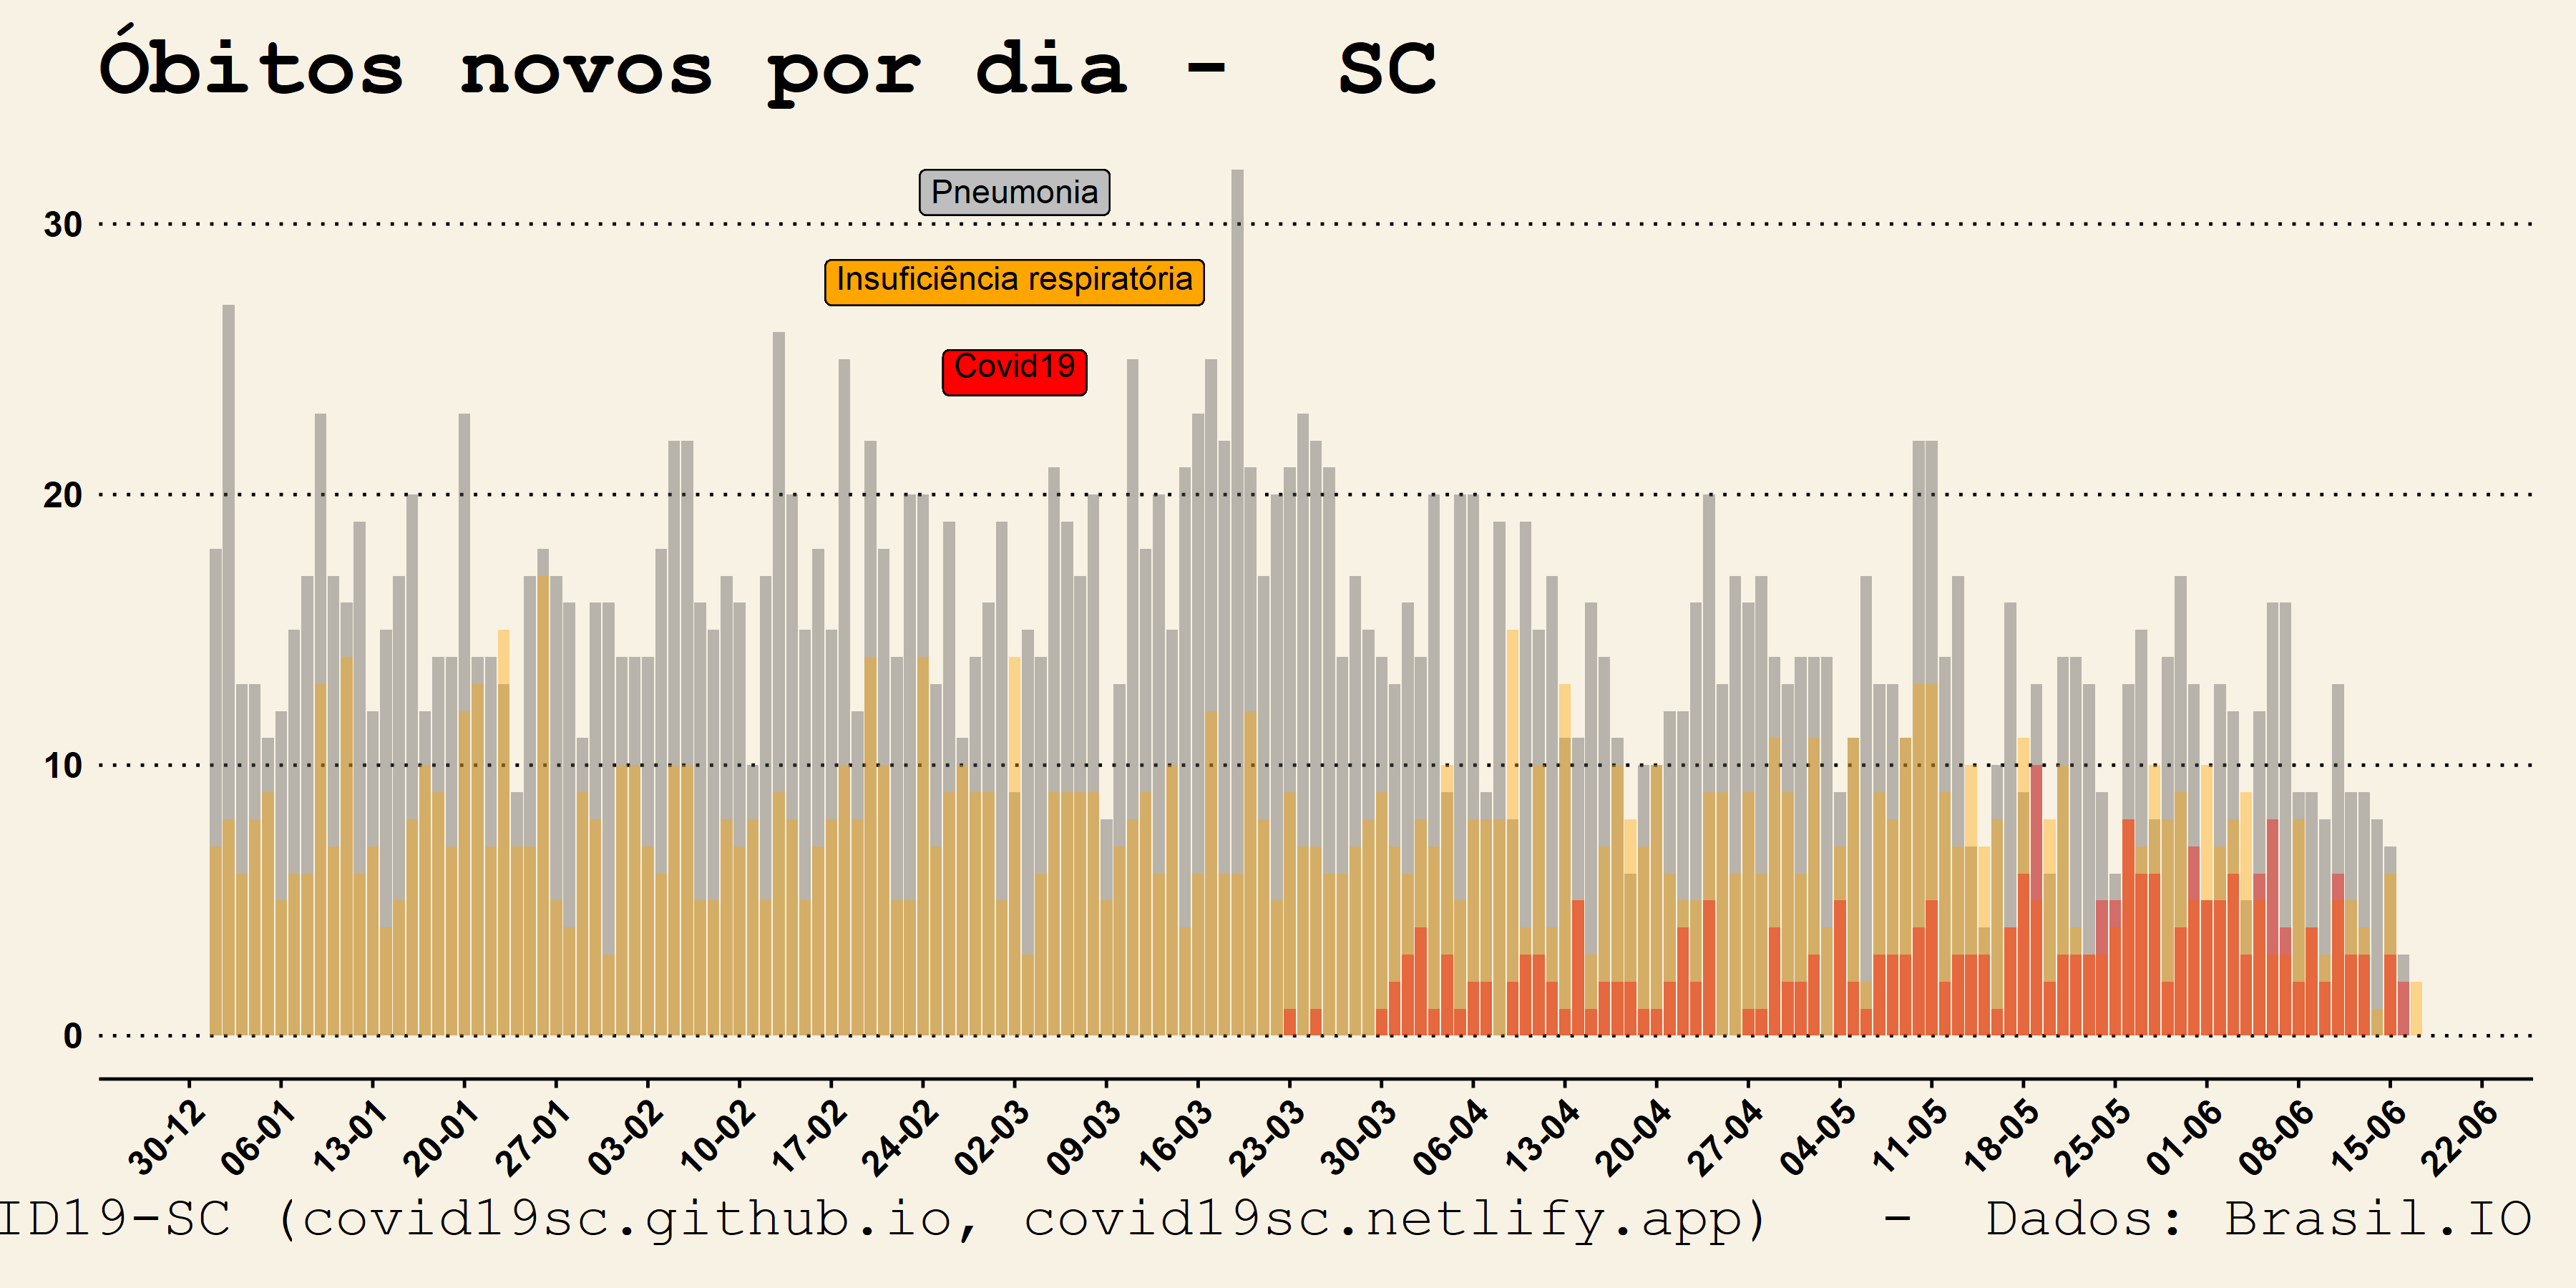 Óbitos novos por dia - SC
Pneumonia
30
Insuficiência respiratória
Covid19
20
10
0
30-12 06-01 13-01 20-01 27-01 03-02 10-02 17-02 24-02 02-03 09-03 16-03 23-03 30-03 06-04 13-04 20-04 27-04 04-05 11-05 18-05 25-05 01-06 08-06 15-06 22-06
ID19-SC (covid19sc.github.io, covid19sc.netlify.app) - Dados: Brasil.IO